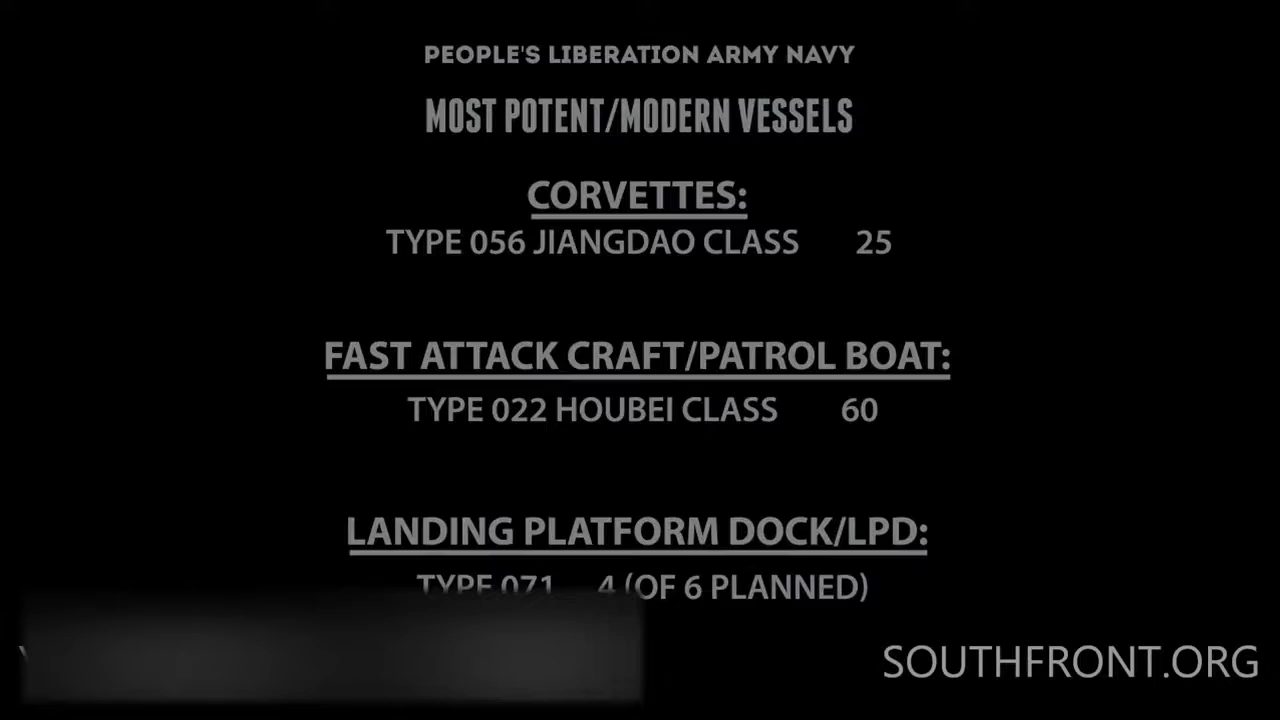 PEOPLE'S LIBERATION ARMY NAVY
MOST POTENT/MODERN VESSELS
CORVETTES:
TYPE 056 JIANGDAO CLASS 25
FAST ATTACK CRAFT/PATROL BOAT:
TYPE 022 HOUBEI CLASS 60
LANDING PLATFORM DOCK/LPD:
TYPE 071 4 (OF 6 PLANNED)
SOUTHFRONT.ORG